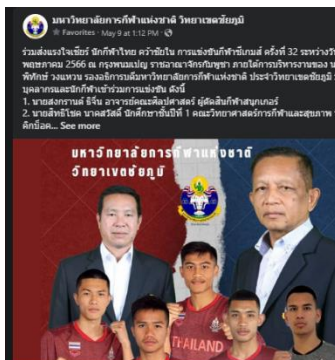 มหาวิทยาลัยการกีฬาแห่งชาติ วิทยาเขตชัยภูมิ
Favorites · May 9 at 1:12 PM ·
ร่วมส่งแรงใจเชียร์ นักกีฬาไทย คว้าชัยใน การแข่งขันกีฬาซีเกมส์ ครั้งที่ 32 ระหว่างวัน
พฤษภาคม 2566 ณ กรุงพนมเปญ ราชอาณาจักรกัมพูชา ภายใต้การบริหารงานของ น
พิทักษ์ วงแหวน รองอธิการบดีมหาวิทยาลัยการกีฬาแห่งชาติ ประจำวิทยาเขตชัยภูมิ
บุคลากรและนักกีฬาเข้าร่วมการแข่งขัน ดังนี้
1. นายสงกรานต์ อาจารย์คณะศิลปศาสตร์ ผู้ตัดสินกีฬาสนุกเกอร์
2. นายสิทธิโชค นาคสวัสดิ์ นักศึกษาชั้นปีที่ 1 คณะวิทยาศาสตร์การกีฬาและสุขภาพ
คิกบ็อค... See more
มหาวิทยาลัยการกีฬาแห่งชาติ
วิทยาเขตชัยภูมิ
THAILAND